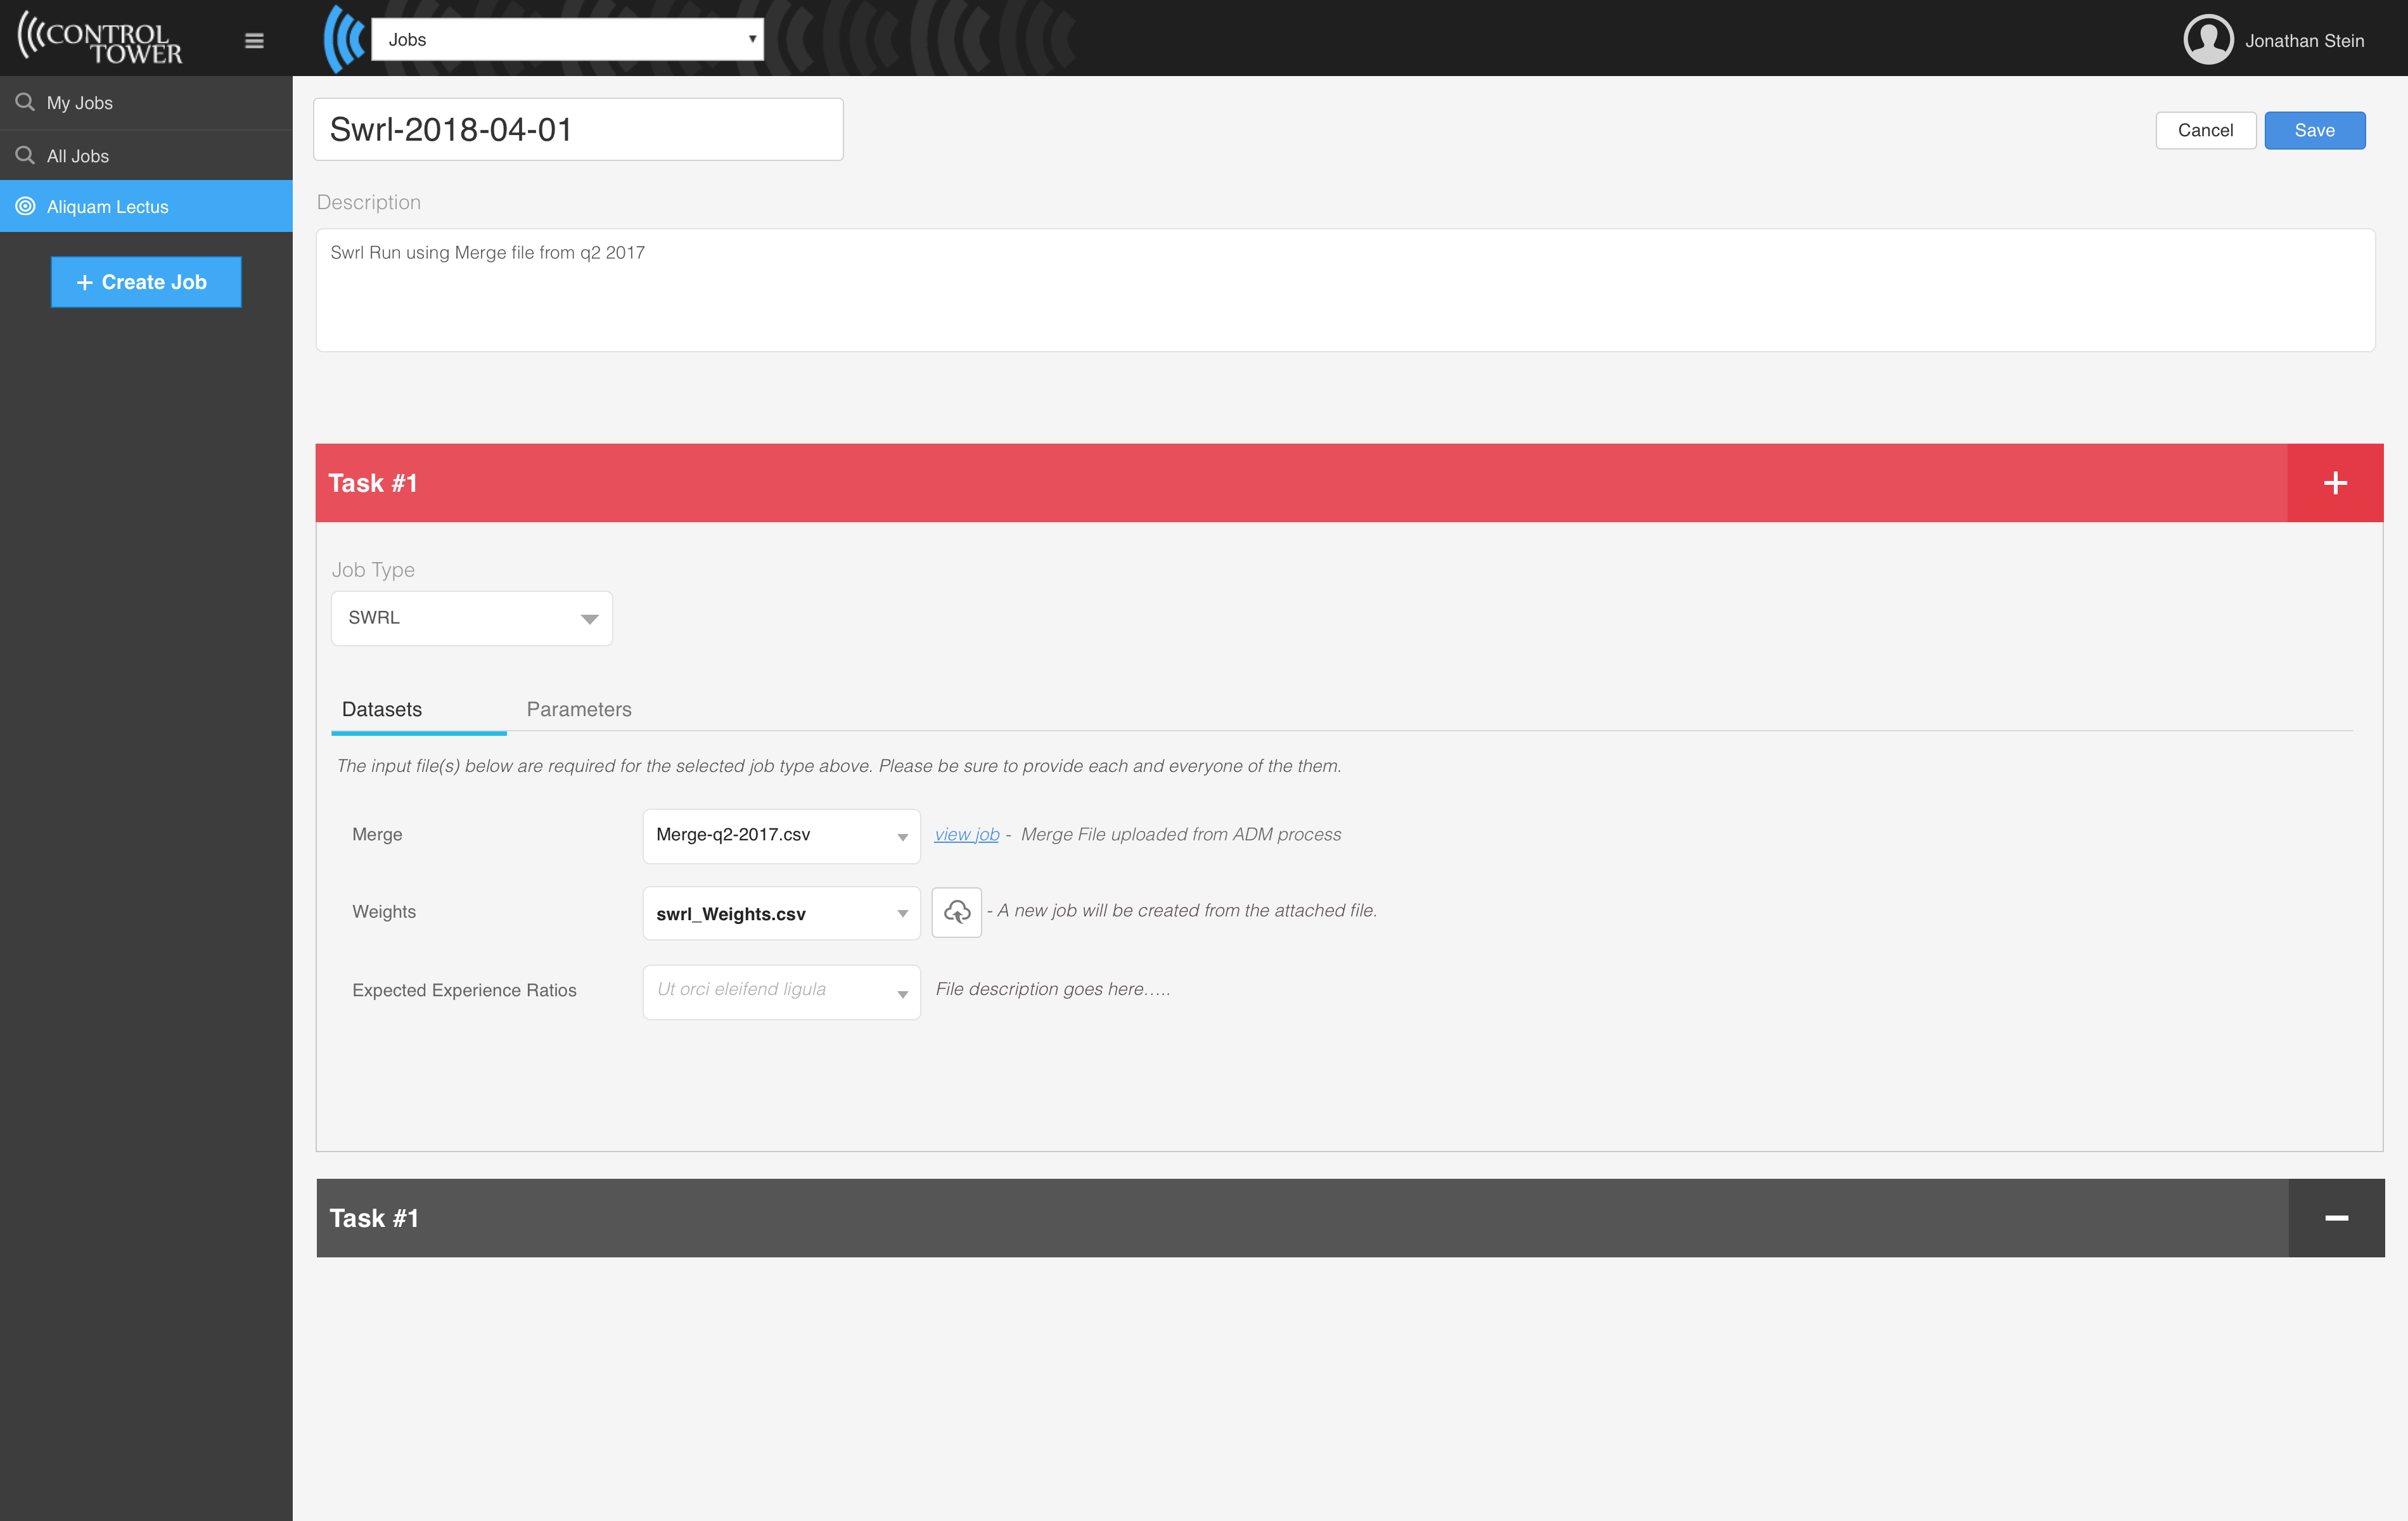 CONTROL
TOWER
Jobs
Jonathan Stein
My Jobs
All Jobs
Aliquam Lectus
+ Create Job
Swrl-2018-04-01
Cancel
Save
Description
Swrl Run using Merge file from q2 2017
Task #1
+
Job Type
SWRL
Datasets
Parameters
The input file(s) below are required for the selected job type above. Please be sure to provide each and everyone of the them.
Merge
Merge-q2-2017.csv
view job - Merge File uploaded from ADM process
Weights
swrl_Weights.csv
- A new job will be created from the attached file.
Expected Experience Ratios
Ut orci eleifend ligula
File description goes here.....
Task #1